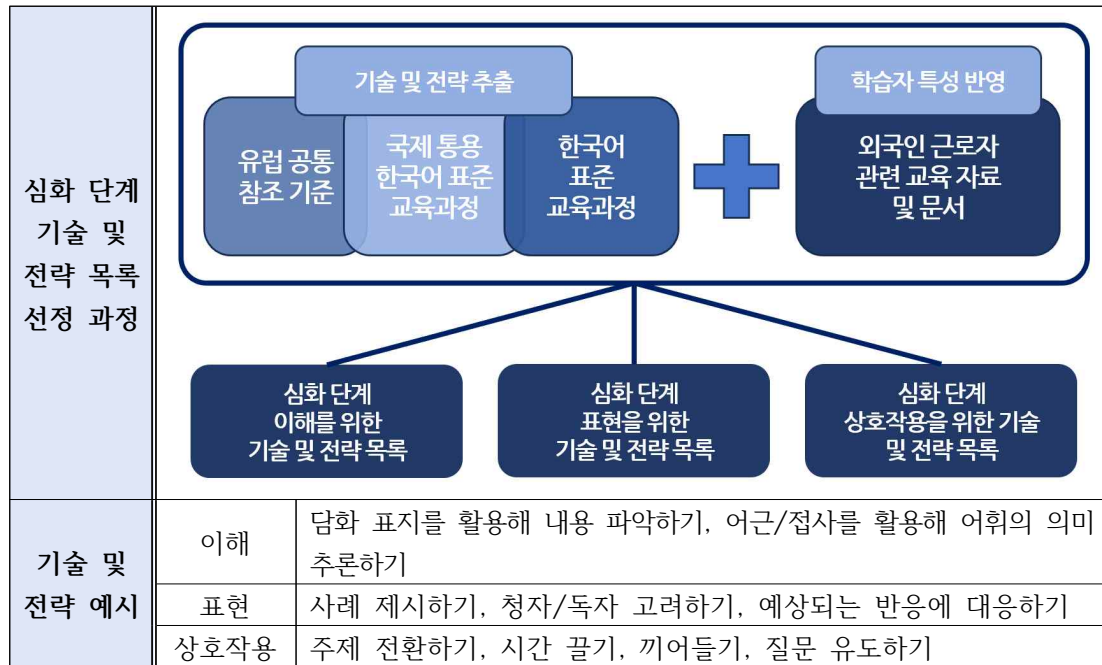 심화 단계
기술 및
전략 목록
선정 과정
기술 및 전략 추출
유럽 공통
참조 기준
국제 통용
한국어 표준
교육과정
한국어
표준
교육과정
학습자 특성 반영
외국인 근로자
관련 교육 자료
및 문서
심화 단계
이해를 위한
기술 및 전략 목록
심화 단계
표현을 위한
기술 및 전략 목록
심화 단계
상호작용을 위한 기술
및 전략 목록
기술 및
전략 예시
이해
담화 표지를 활용해 내용 파악하기, 어근/접사를 활용해 어휘의 의미
추론하기
표현
사례 제시하기, 청자/독자 고려하기, 예상되는 반응에 대응하기
상호작용
주제 전환하기, 시간 끌기, 끼어들기, 질문 유도하기